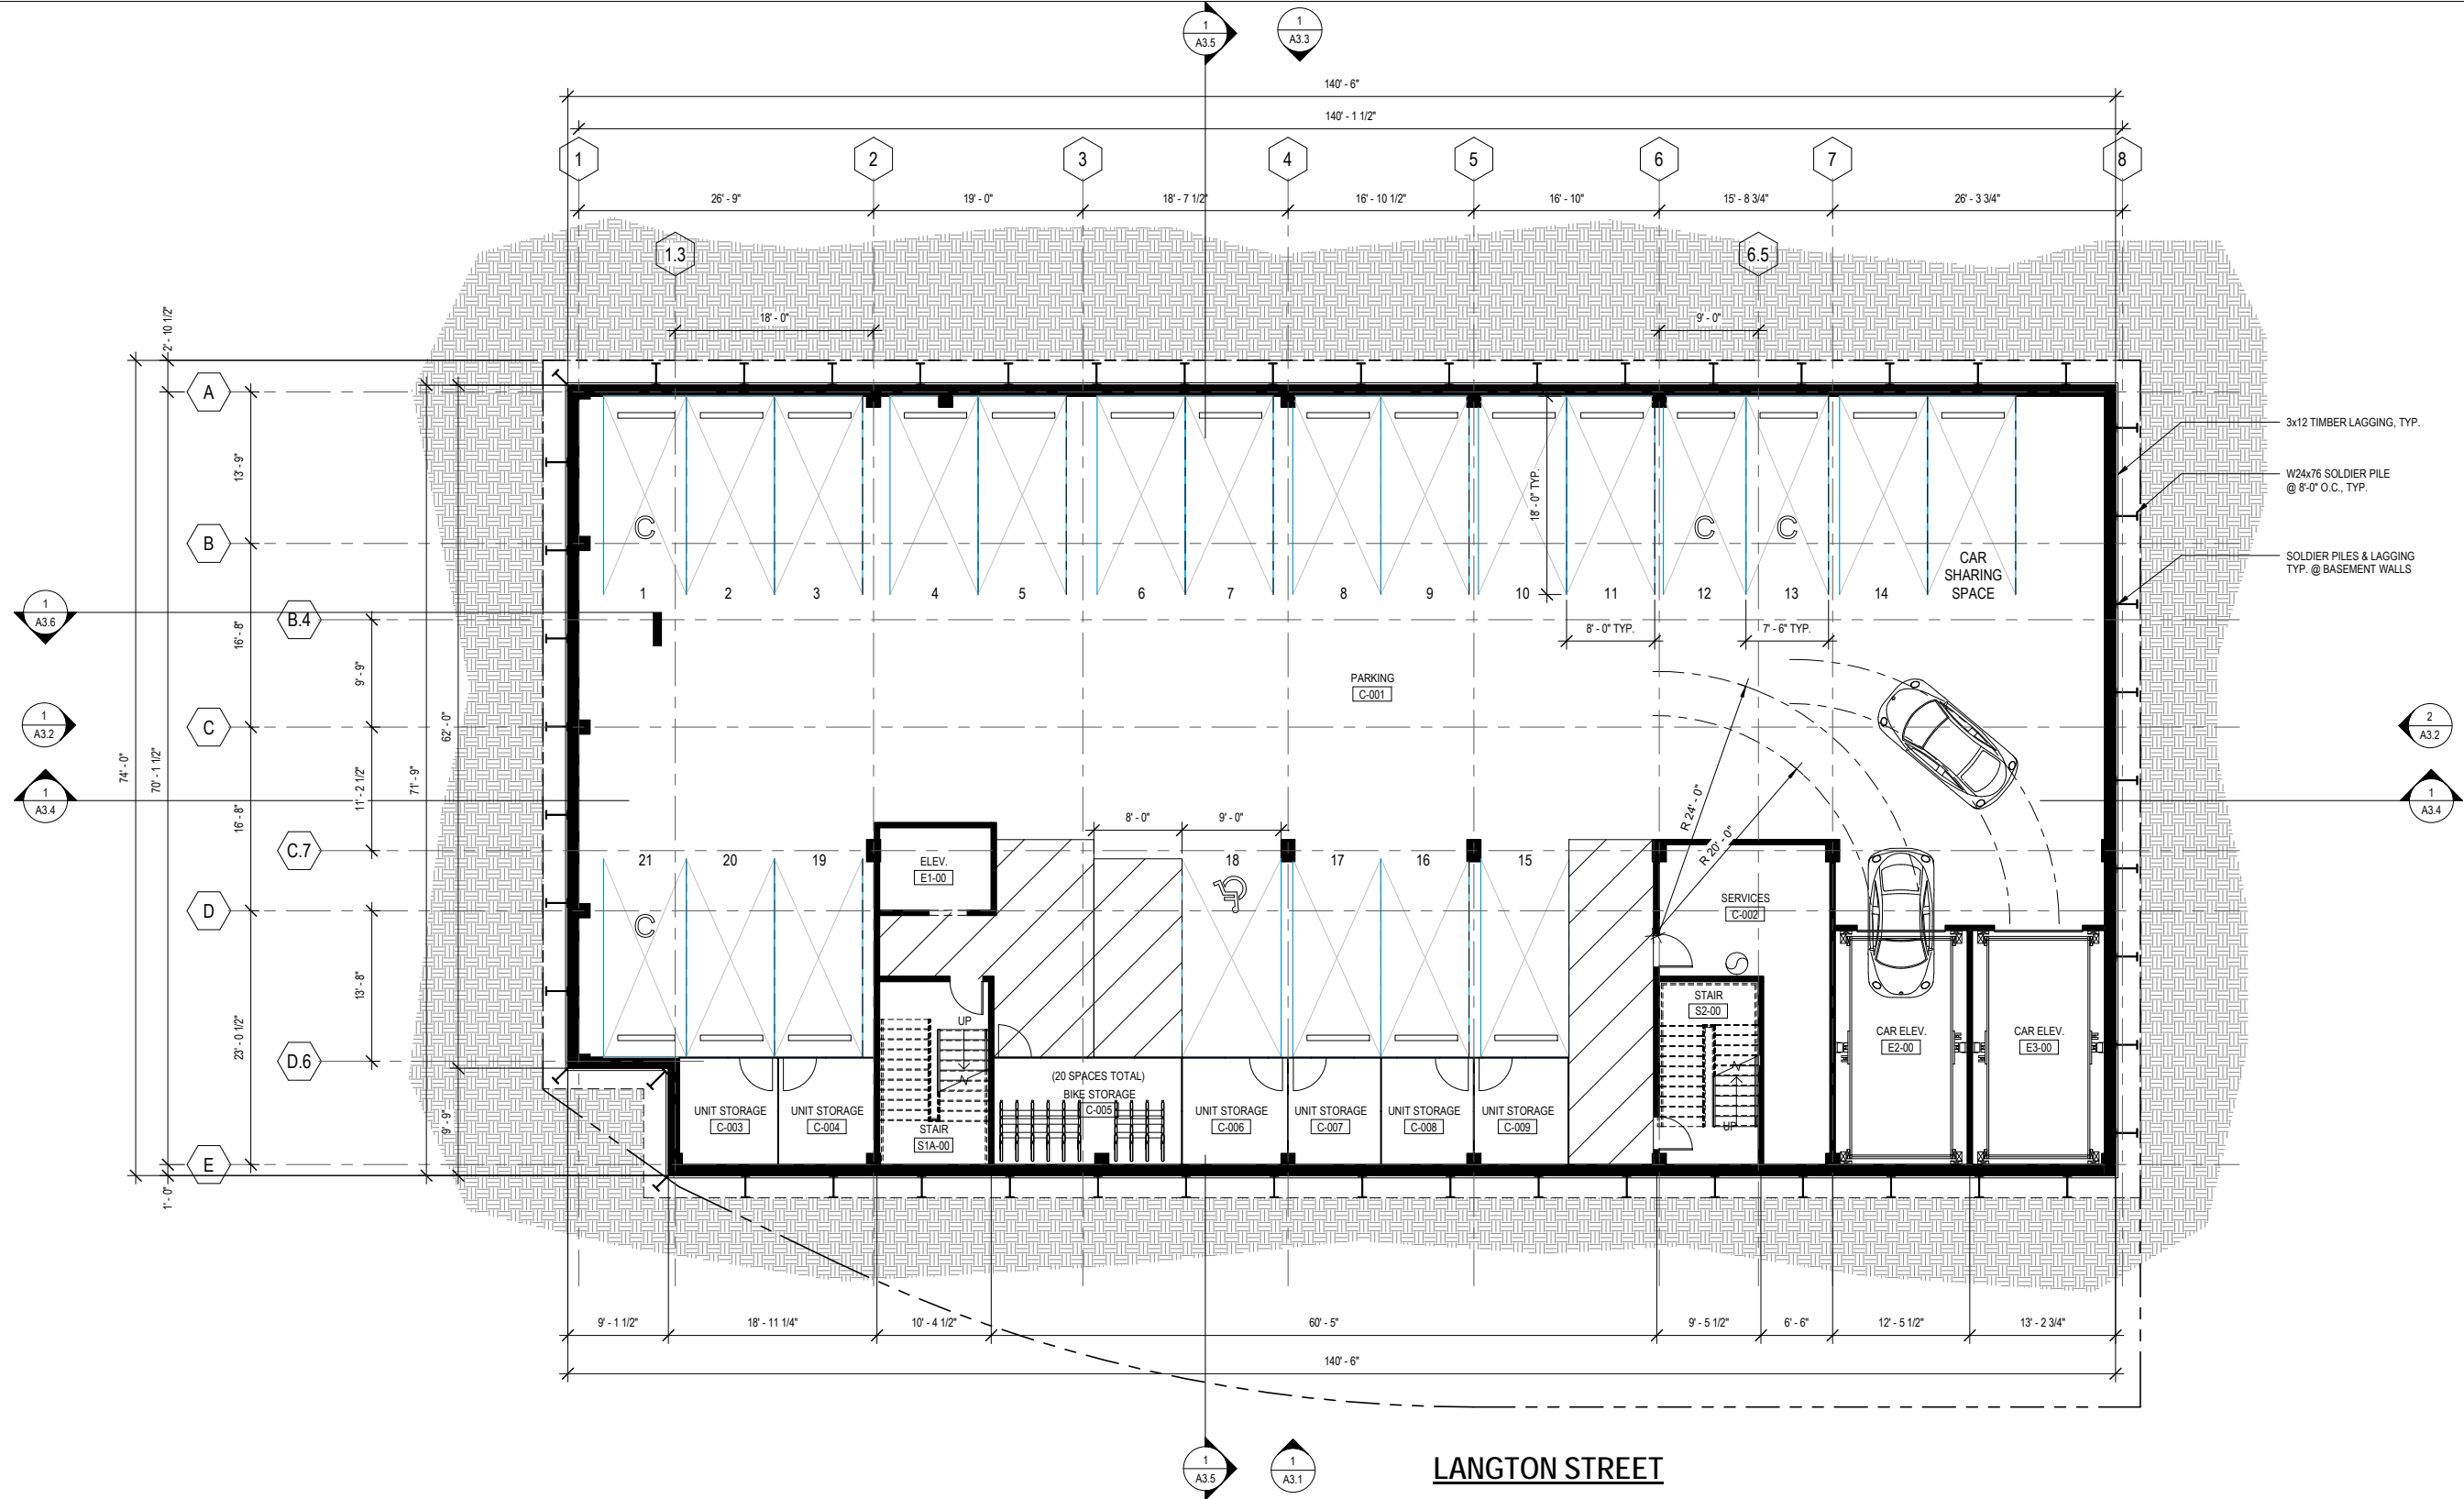 1
A3.5
1
A3.3
140' - 6"
140' - 1 1/2"
1
2
3
4
5
6
7
8
26' - 9"
19' - 0"
18' - 7 1/2"
16' - 10 1/2"
16' - 10"
15' - 8 3/4"
26' - 3 3/4"
1.3
6.5
18' - 0"
9' - 0"
2' - 10 1/2"
A
B
B.4
C
C.7
D
D.6
E
13' - 9"
16' - 8"
16' - 8"
23' - 0 1/2"
9' - 9"
11' - 2 1/2"
13' - 8"
74' - 0"
70' - 1 1/2"
71' - 9"
62' - 0"
9' - 9"
1' - 0"
1
A3.6
1
A3.2
1
A3.4
2
A3.2
1
A3.4
3x12 TIMBER LAGGING, TYP.
W24x76 SOLDIER PILE
@ 8'-0" O.C., TYP.
SOLDIER PILES & LAGGING
TYP. @ BASEMENT WALLS
18' - 0" TYP.
C
C
C
CAR
SHARING
SPACE
1
2
3
4
5
6
7
8
9
10
11
12
13
14
8' - 0" TYP.
7' - 6" TYP.
PARKING
C-001
R 24' - 0"
R 20' - 0"
8' - 0"
9' - 0"
21
20
19
18
17
16
15
C
ELEV.
E1-00
SERVICES
C-002
STAIR
S2-00
UP
UP
STAIR
S1A-00
CAR ELEV.
E2-00
CAR ELEV.
E3-00
(20 SPACES TOTAL)
BIKE STORAGE
C-005
UNIT STORAGE
C-003
UNIT STORAGE
C-004
UNIT STORAGE
C-006
UNIT STORAGE
C-007
UNIT STORAGE
C-008
UNIT STORAGE
C-009
9' - 1 1/2"
18' - 11 1/4"
10' - 4 1/2"
60' - 5"
9' - 5 1/2"
6' - 6"
12' - 5 1/2"
13' - 2 3/4"
140' - 6"
1
A3.5
1
A3.1
LANGTON STREET